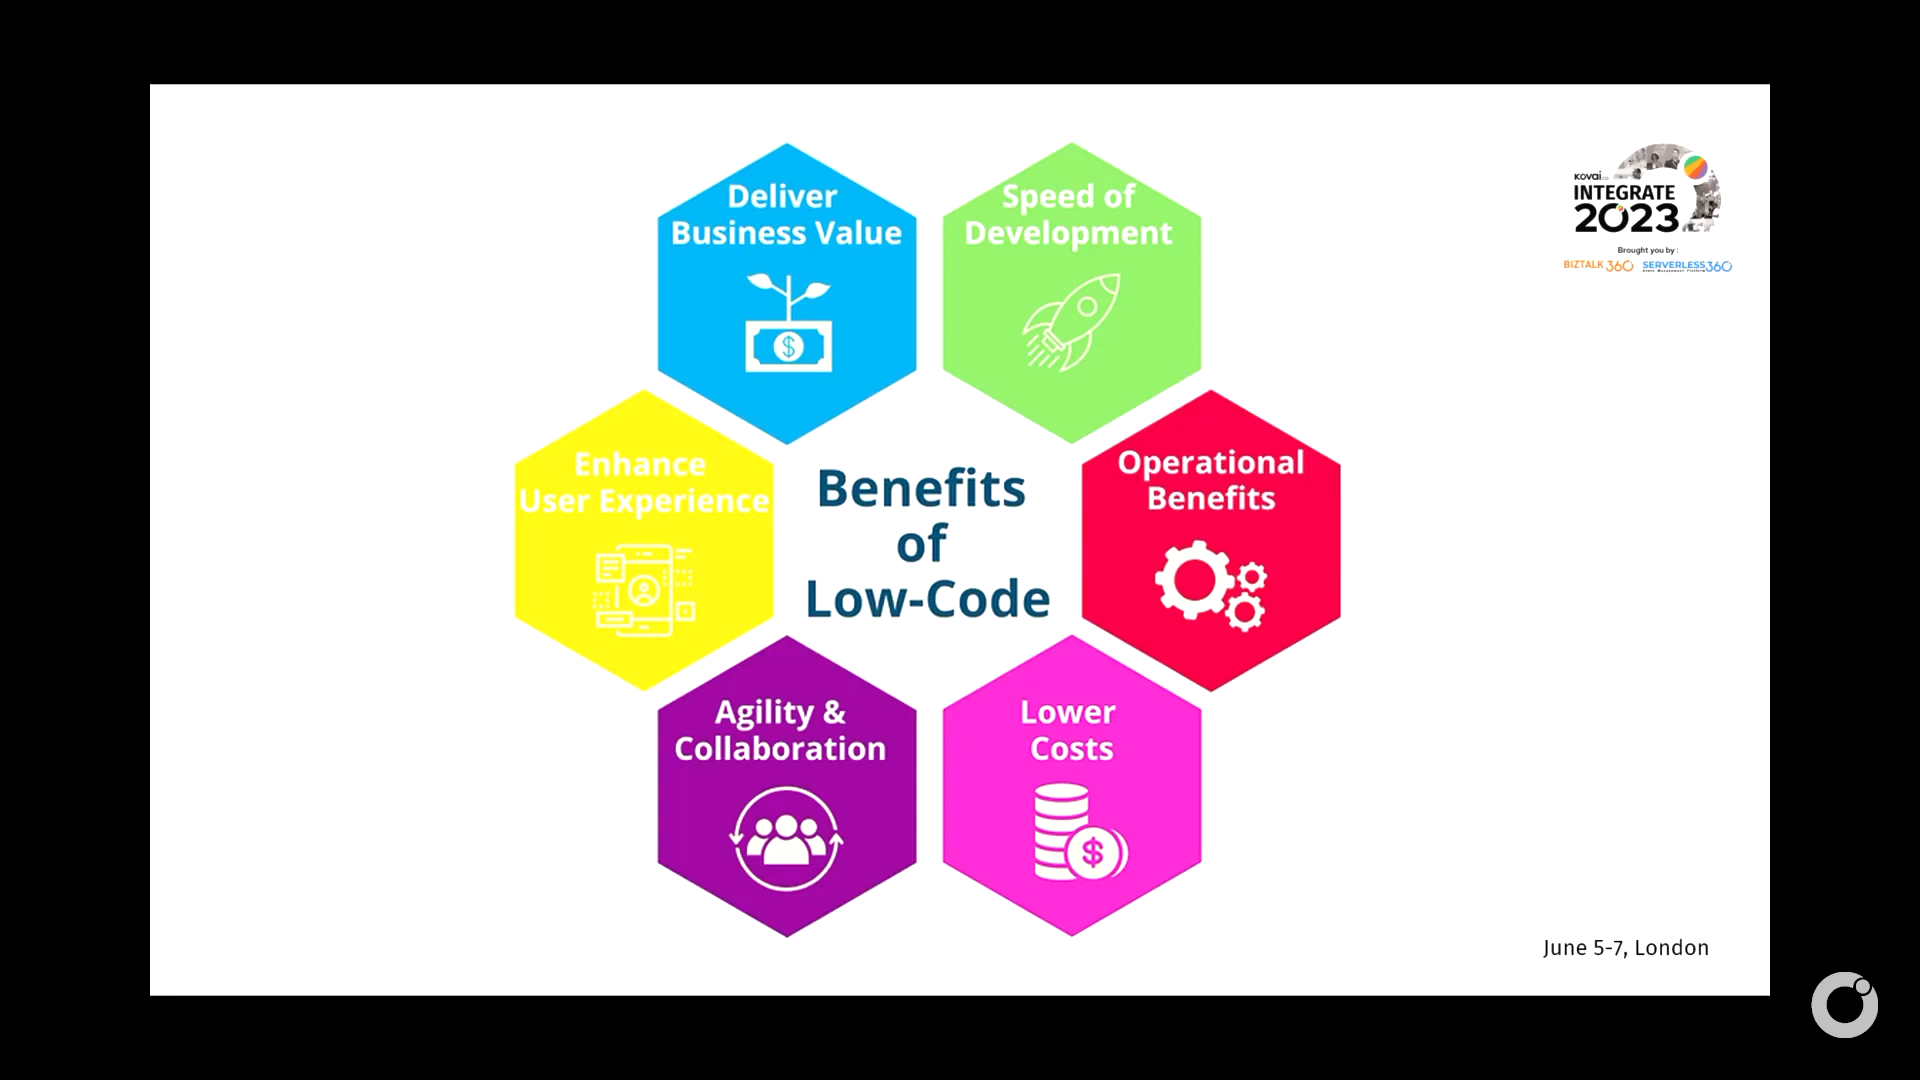 Deliver
Business Value
Speed of
Development
kovai.co
INTEGRATE
2023
Brought you by :
BIZTALK360 SERVERLESS360
Enhance
User Experience
Benefits
of
Low-Code
Operational
Benefits
Agility &
Collaboration
Lower
Costs
June 5-7, London